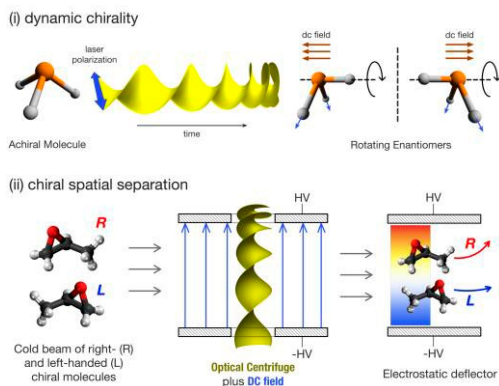 (i) dynamic chirality
laser
polarization
dc field
dc field
time
Achiral Molecule
Rotating Enantiomers
(ii) chiral spatial separation
HV
HV
R
R
L
L
Cold beam of right- (R)
and left-handed (L)
chiral molecules
-HV
-HV
Optical Centrifuge
plus DC field
Electrostatic deflector